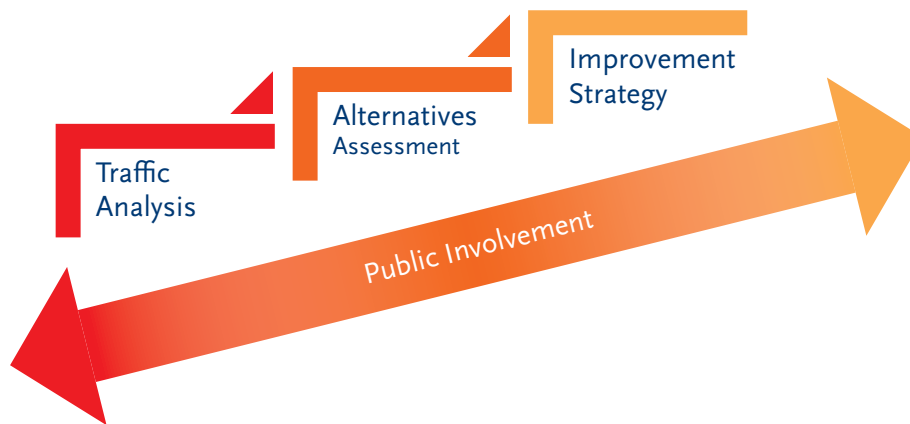 Traffic
Analysis
Alternatives
Assessment
Improvement
Strategy
Public Involvement